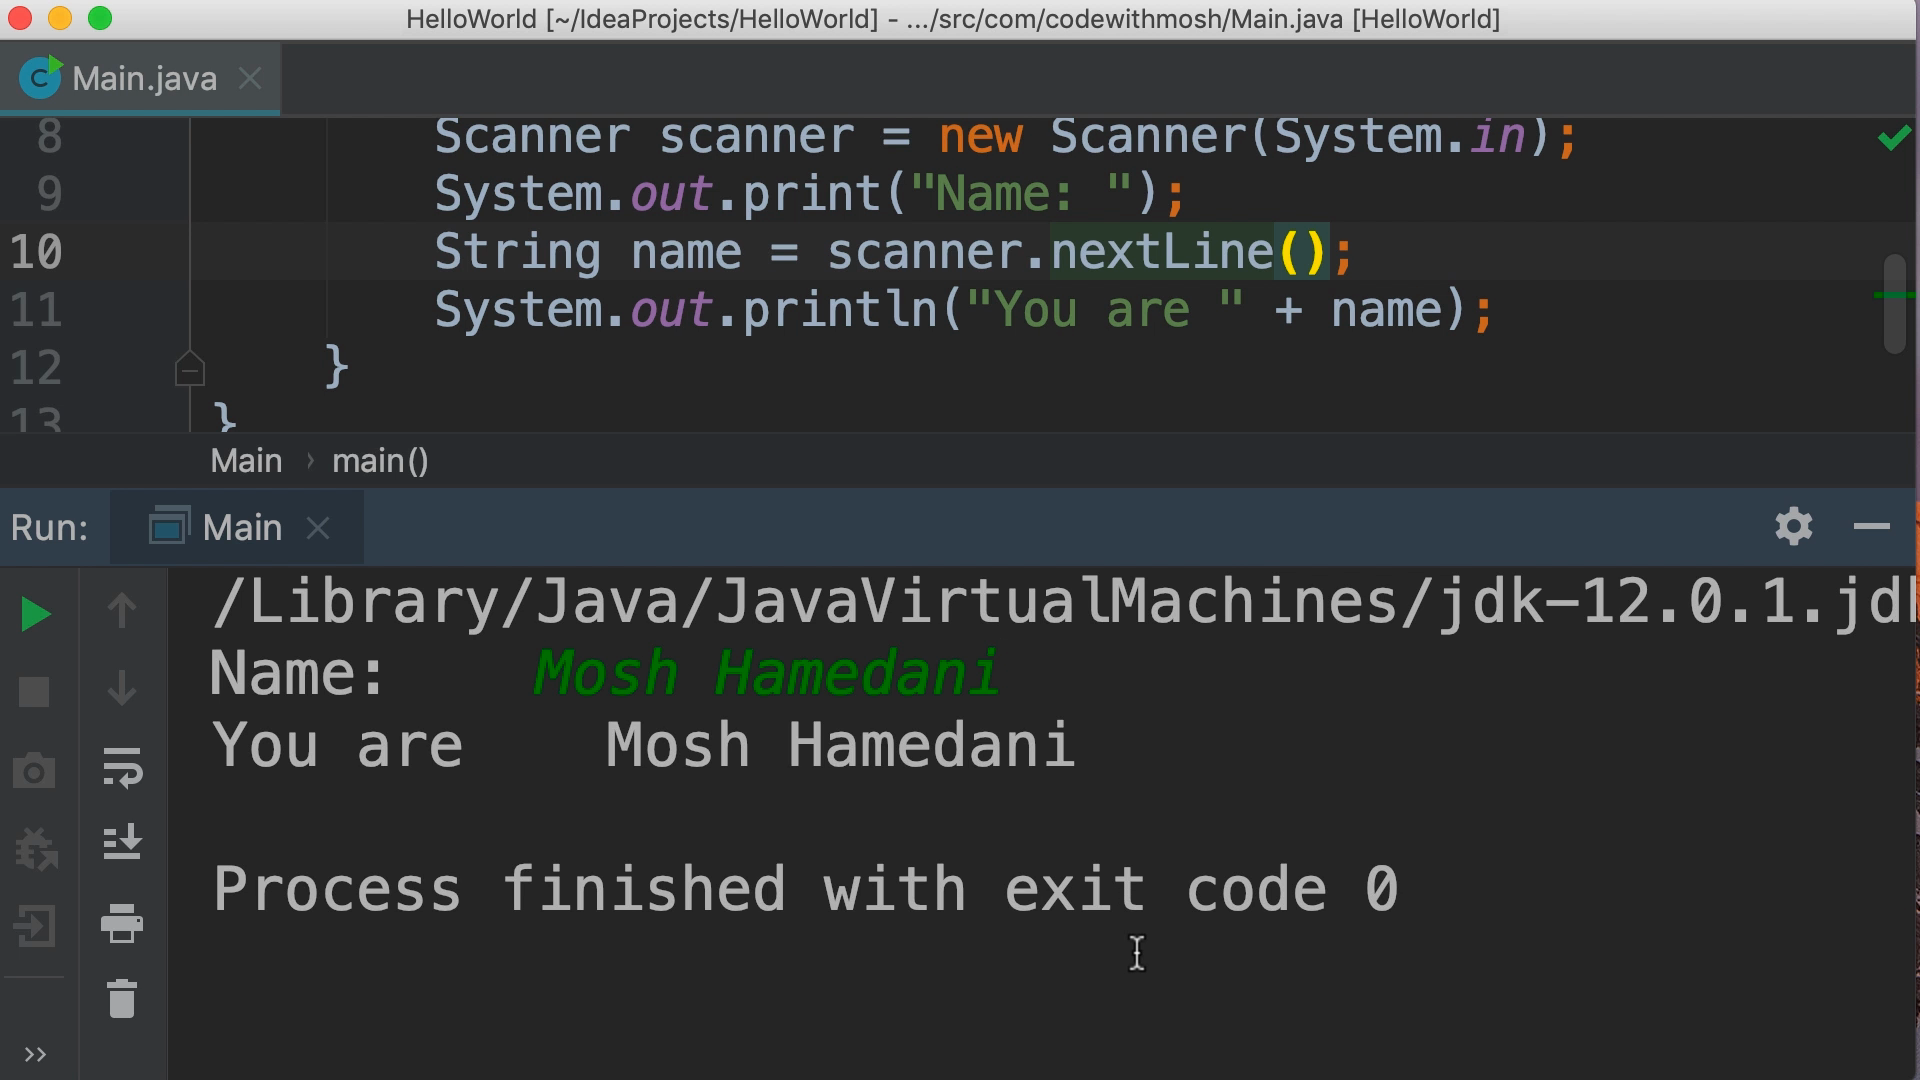 HelloWorld [~/IdeaProjects/HelloWorld] - .../src/com/codewithmosh/Main.java [HelloWorld]
Main.java
8 Scanner scanner = new Scanner(System.in);
9 System.out.print("Name: ");
10 String name = scanner.nextLine();
11 System.out.println("You are " + name);
12 }
13 }
Main › main()
Run: Main
/Library/Java/JavaVirtualMachines/jdk-12.0.1.jd
Name:    Mosh Hamedani
You are    Mosh Hamedani
Process finished with exit code 0